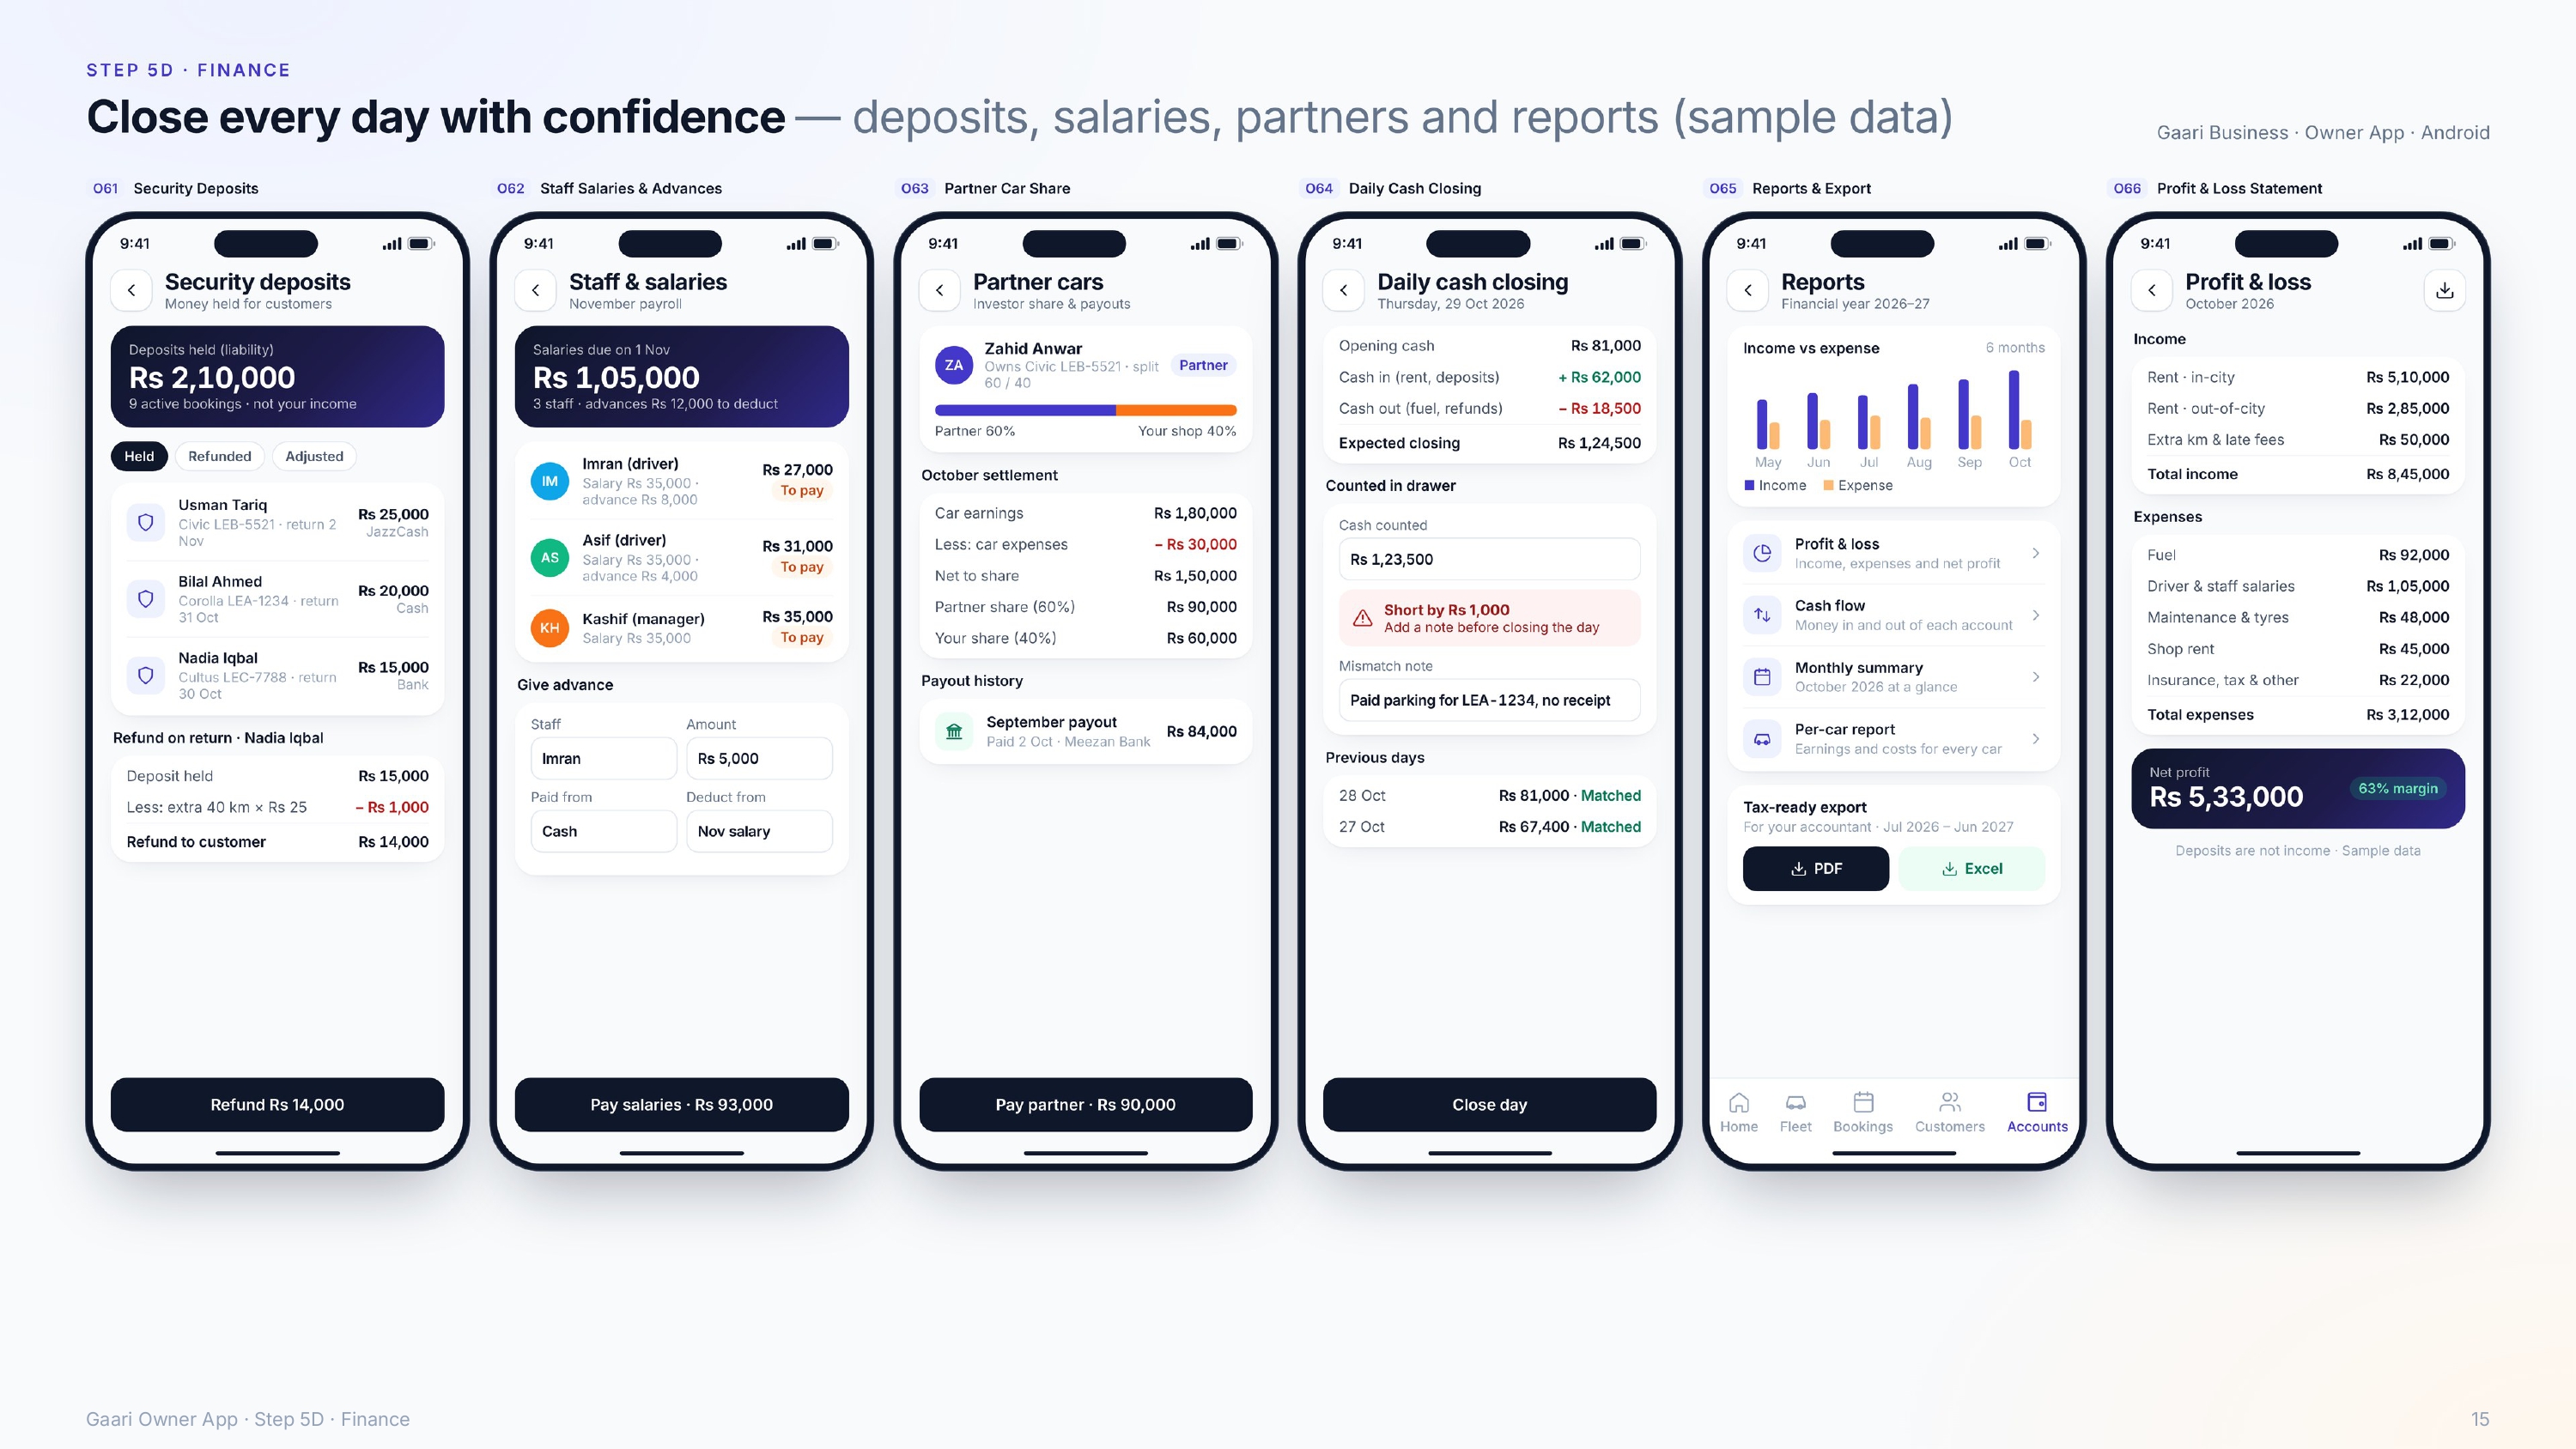 STEP 5D · FINANCE
Close every day with confidence — deposits, salaries, partners and reports (sample data)
Gaari Business · Owner App · Android
O61 Security Deposits
9:41
Security deposits
Money held for customers
Deposits held (liability)
Rs 2,10,000
9 active bookings · not your income
Held Refunded Adjusted
Usman Tariq
Civic LEB-5521 · return 2
Nov
Rs 25,000
JazzCash
Bilal Ahmed
Corolla LEA-1234 · return
31 Oct
Rs 20,000
Cash
Nadia Iqbal
Cultus LEC-7788 · return
30 Oct
Rs 15,000
Bank
Refund on return · Nadia Iqbal
Deposit held Rs 15,000
Less: extra 40 km × Rs 25 – Rs 1,000
Refund to customer Rs 14,000
Refund Rs 14,000
O62 Staff Salaries & Advances
9:41
Staff & salaries
November payroll
Salaries due on 1 Nov
Rs 1,05,000
3 staff · advances Rs 12,000 to deduct
IM
Imran (driver)
Salary Rs 35,000 ·
advance Rs 8,000
Rs 27,000
To pay
AS
Asif (driver)
Salary Rs 35,000 ·
advance Rs 4,000
Rs 31,000
To pay
KH
Kashif (manager)
Salary Rs 35,000
Rs 35,000
To pay
Give advance
Staff Amount
Imran Rs 5,000
Paid from Deduct from
Cash Nov salary
Pay salaries · Rs 93,000
O63 Partner Car Share
9:41
Partner cars
Investor share & payouts
ZA
Zahid Anwar
Owns Civic LEB-5521 · split
60 / 40
Partner
Partner 60% Your shop 40%
October settlement
Car earnings Rs 1,80,000
Less: car expenses – Rs 30,000
Net to share Rs 1,50,000
Partner share (60%) Rs 90,000
Your share (40%) Rs 60,000
Payout history
September payout
Paid 2 Oct · Meezan Bank
Rs 84,000
Pay partner · Rs 90,000
O64 Daily Cash Closing
9:41
Daily cash closing
Thursday, 29 Oct 2026
Opening cash Rs 81,000
Cash in (rent, deposits) + Rs 62,000
Cash out (fuel, refunds) – Rs 18,500
Expected closing Rs 1,24,500
Counted in drawer
Cash counted
Rs 1,23,500
Short by Rs 1,000
Add a note before closing the day
Mismatch note
Paid parking for LEA-1234, no receipt
Previous days
28 Oct Rs 81,000 · Matched
27 Oct Rs 67,400 · Matched
Close day
O65 Reports & Export
9:41
Reports
Financial year 2026–27
Income vs expense 6 months
May Jun Jul Aug Sep Oct
Income Expense
Profit & loss
Income, expenses and net profit
Cash flow
Money in and out of each account
Monthly summary
October 2026 at a glance
Per-car report
Earnings and costs for every car
Tax-ready export
For your accountant · Jul 2026 – Jun 2027
PDF Excel
Home Fleet Bookings Customers Accounts
O66 Profit & Loss Statement
9:41
Profit & loss
October 2026
Income
Rent · in-city Rs 5,10,000
Rent · out-of-city Rs 2,85,000
Extra km & late fees Rs 50,000
Total income Rs 8,45,000
Expenses
Fuel Rs 92,000
Driver & staff salaries Rs 1,05,000
Maintenance & tyres Rs 48,000
Shop rent Rs 45,000
Insurance, tax & other Rs 22,000
Total expenses Rs 3,12,000
Net profit
Rs 5,33,000
63% margin
Deposits are not income · Sample data
Gaari Owner App · Step 5D · Finance
15